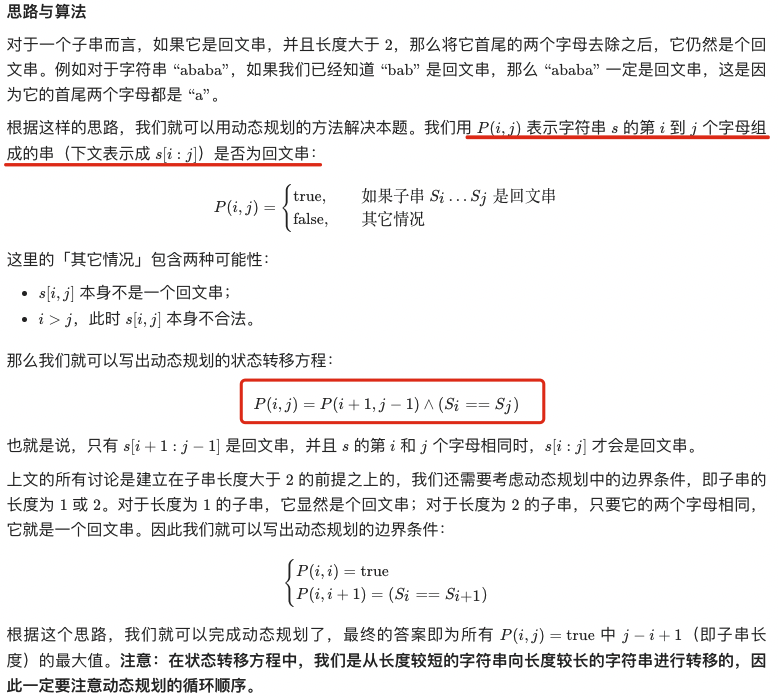 思路与算法
对于一个子串而言，如果它是回文串，并且长度大于 2，那么将它首尾的两个字母去除之后，它仍然是个回
文串。例如对于字符串 “ababa”，如果我们已经知道 “bab” 是回文串，那么 “ababa” 一定是回文串，这是因
为它的首尾两个字母都是 “a”。
根据这样的思路，我们就可以用动态规划的方法解决本题。我们用 P(i, j) 表示字符串 s 的第 i 到 j 个字母组
成的串（下文表示成 s[i : j]）是否为回文串：
P(i, j) = {true, 如果子串 Si … Sj 是回文串
false, 其它情况
这里的「其它情况」包含两种可能性：
• s[i, j] 本身不是一个回文串；
• i > j，此时 s[i, j] 本身不合法。
那么我们就可以写出动态规划的状态转移方程：
P(i, j) = P(i + 1, j − 1) ∧ (Si == Sj)
也就是说，只有 s[i + 1 : j − 1] 是回文串，并且 s 的第 i 和 j 个字母相同时，s[i : j] 才会是回文串。
上文的所有讨论是建立在子串长度大于 2 的前提之上的，我们还需要考虑动态规划中的边界条件，即子串的
长度为 1 或 2。对于长度为 1 的子串，它显然是个回文串；对于长度为 2 的子串，只要它的两个字母相同，
它就是一个回文串。因此我们就可以写出动态规划的边界条件：
{P(i, i) = true
P(i, i + 1) = (Si == Si+1)
根据这个思路，我们就可以完成动态规划了，最终的答案即为所有 P(i, j) = true 中 j − i + 1（即子串长
度）的最大值。注意：在状态转移方程中，我们是从长度较短的字符串向长度较长的字符串进行转移的，因
此一定要注意动态规划的循环顺序。